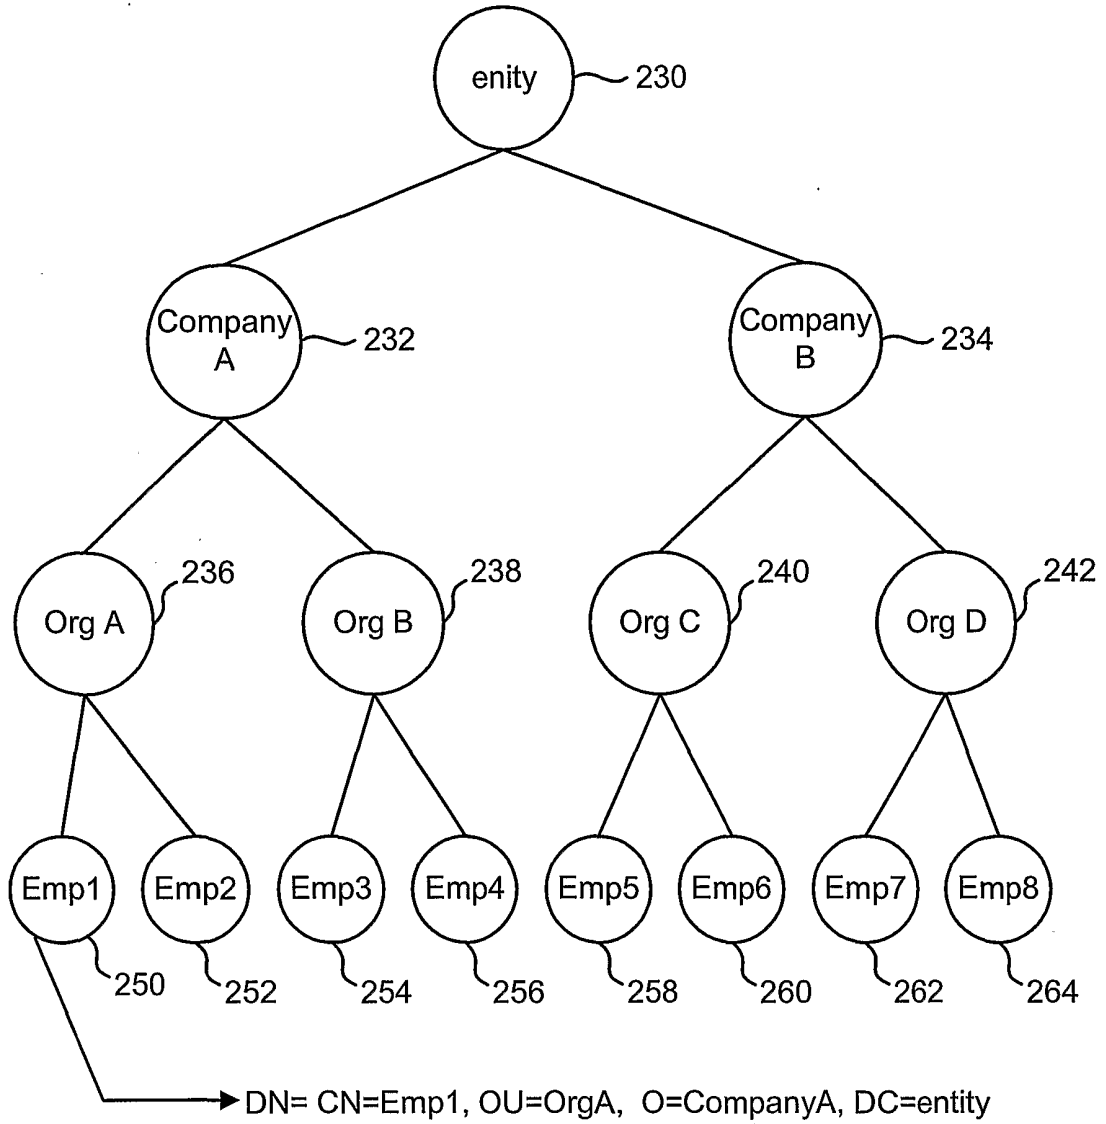 enity
230
Company
A
232
Company
B
234
Org A
236
Org B
238
Org C
240
Org D
242
Emp1
Emp2
Emp3
Emp4
Emp5
Emp6
Emp7
Emp8
250
252
254
256
258
260
262
264
DN= CN=Emp1, OU=OrgA, O=CompanyA, DC=entity